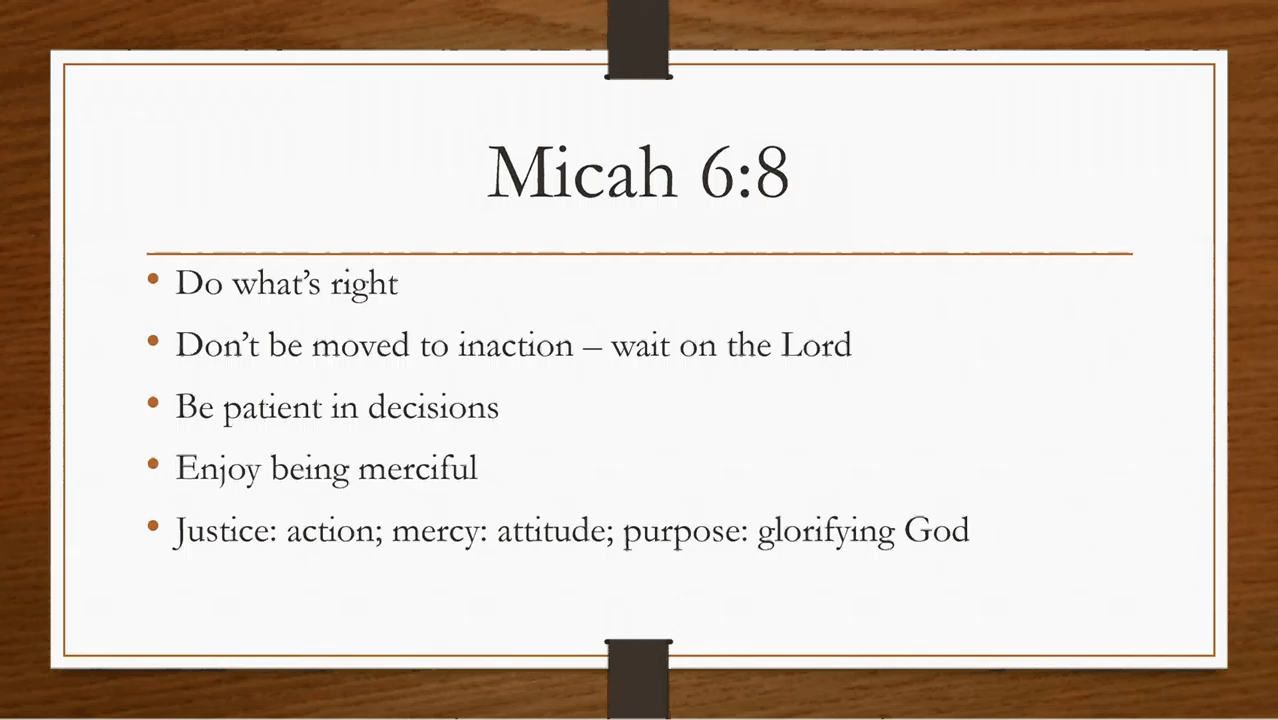 Micah 6:8
• Do what’s right
• Don’t be moved to inaction – wait on the Lord
• Be patient in decisions
• Enjoy being merciful
• Justice: action; mercy: attitude; purpose: glorifying God